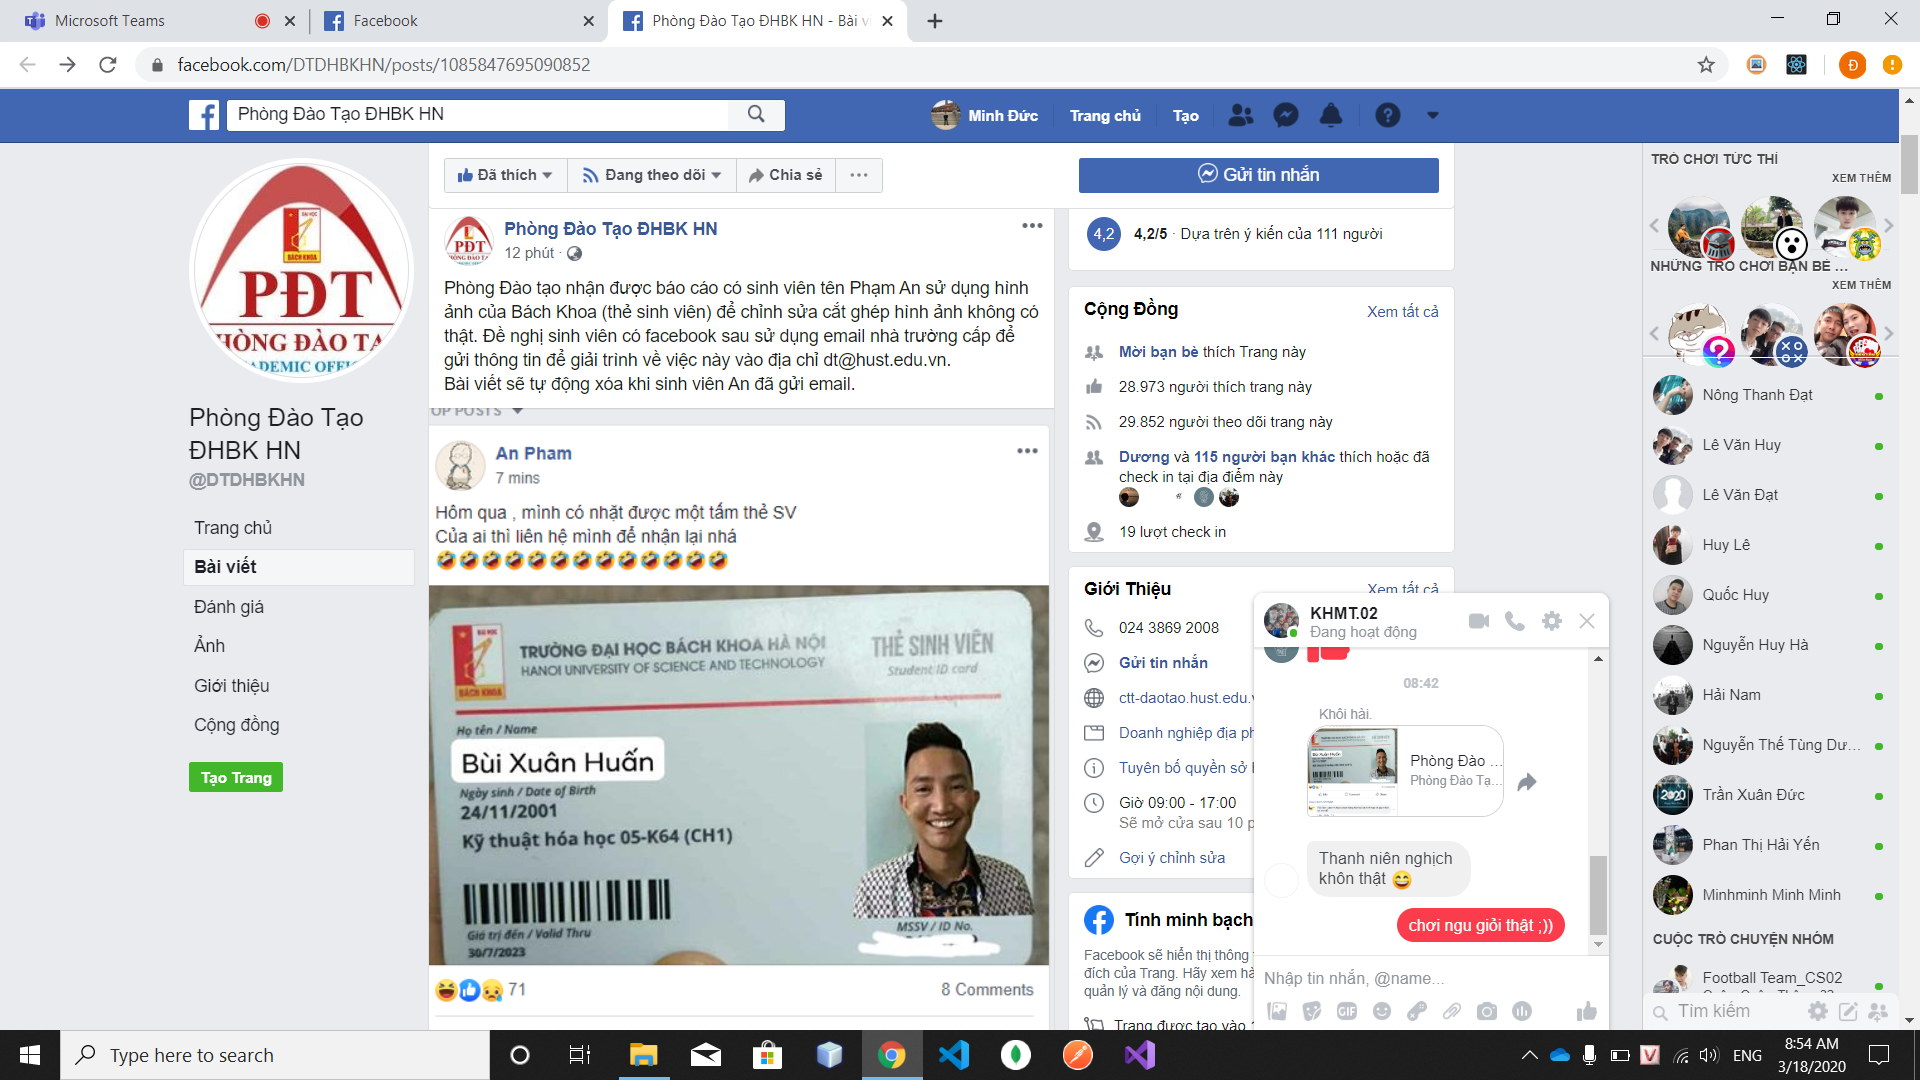 Microsoft Teams
Facebook
Phòng Đào Tạo ĐHBK HN - Bài vi
facebook.com/DTDHBKHN/posts/1085847695090852
Đ
Phòng Đào Tạo ĐHBK HN
Minh Đức
Trang chủ
Tạo
PĐT
PHÒNG ĐÀO TẠ
ADEMIC OFFIC
Phòng Đào Tạo
ĐHBK HN
@DTDHBKHN
Trang chủ
Bài viết
Đánh giá
Ảnh
Giới thiệu
Cộng đồng
Tạo Trang
Đã thích
Đang theo dõi
Chia sẻ
Gửi tin nhắn
Phòng Đào Tạo ĐHBK HN
12 phút ·
Phòng Đào tạo nhận được báo cáo có sinh viên tên Phạm An sử dụng hình
ảnh của Bách Khoa (thẻ sinh viên) để chỉnh sửa cắt ghép hình ảnh không có
thật. Đề nghị sinh viên có facebook sau sử dụng email nhà trường cấp để
gửi thông tin để giải trình về việc này vào địa chỉ dt@hust.edu.vn.
Bài viết sẽ tự động xóa khi sinh viên An đã gửi email.
OP POSTS
An Pham
7 mins
Hôm qua , mình có nhặt được một tấm thẻ SV
Của ai thì liên hệ mình để nhận lại nhá
🤣🤣🤣🤣🤣🤣🤣🤣🤣🤣🤣🤣🤣
ĐẠI HỌC
BÁCH KHOA
TRƯỜNG ĐẠI HỌC BÁCH KHOA HÀ NỘI
HANOI UNIVERSITY OF SCIENCE AND TECHNOLOGY
THẺ SINH VIÊN
Student ID card
Họ tên / Name
Bùi Xuân Huấn
Ngày sinh / Date of Birth
24/11/2001
Kỹ thuật hóa học 05-K64 (CH1)
Giá trị đến / Valid Thru
30/7/2023
MSSV / ID No.
71
8 Comments
4,2
4,2/5 · Dựa trên ý kiến của 111 người
Cộng Đồng
Xem tất cả
Mời bạn bè thích Trang này
28.973 người thích trang này
29.852 người theo dõi trang này
Dương và 115 người bạn khác thích hoặc đã
check in tại địa điểm này
19 lượt check in
Giới Thiệu
Xem tất cả
024 3869 2008
Gửi tin nhắn
ctt-daotao.hust.edu.v
Doanh nghiệp địa ph
Tuyên bố quyền sở h
Giờ 09:00 - 17:00
Sẽ mở cửa sau 10 p
Gợi ý chỉnh sửa
Tính minh bạch
Facebook sẽ hiển thị thông
đích của Trang. Hãy xem hà
quản lý và đăng nội dung.
Trang được tạo vào 1
KHMT.02
Đang hoạt động
08:42
Khôi hài.
Phòng Đào ...
Phòng Đào Tạ...
Thanh niên nghịch
khôn thật 😄
chơi ngu giỏi thật ;))
Nhập tin nhắn, @name...
GIF
TRÒ CHƠI TỨC THÌ
XEM THÊM
NHỮNG TRÒ CHƠI BẠN BÈ ...
XEM THÊM
Nông Thanh Đạt
Lê Văn Huy
Lê Văn Đạt
Huy Lê
Quốc Huy
Nguyễn Huy Hà
Hải Nam
Nguyễn Thế Tùng Dư...
Trần Xuân Đức
Phan Thị Hải Yến
Minhminh Minh Minh
CUỘC TRÒ CHUYỆN NHÓM
Football Team_CS02
Tìm kiếm
Type here to search
ENG
8:54 AM
3/18/2020